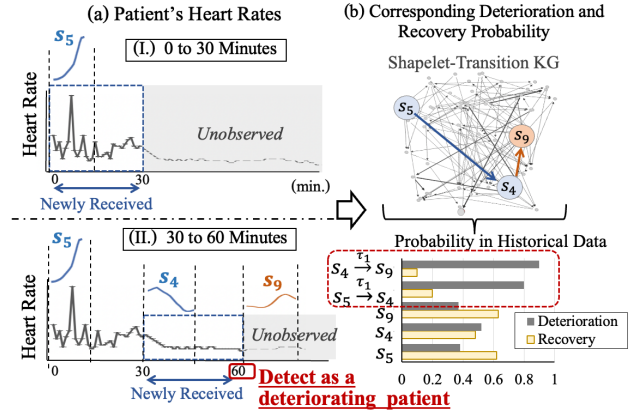 (a) Patient's Heart Rates
s5
(I.) 0 to 30 Minutes
Heart Rate
Unobserved
0
30
(min.)
Newly Received
s5
(II.) 30 to 60 Minutes
s4
s9
Heart Rate
Unobserved
0
30
60
Newly Received
Detect as a
deteriorating patient
(b) Corresponding Deterioration and
Recovery Probability
Shapelet-Transition KG
s5
s9
s4
Probability in Historical Data
τ1
s4 → s9
τ1
s5 → s4
s9
s4
s5
Deterioration
Recovery
0 0.2 0.4 0.6 0.8 1